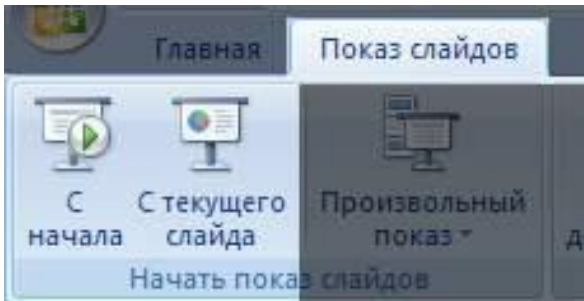 Главная Показ слайдов
С начала
С текущего слайда
Произвольный показ
Начать показ слайдов